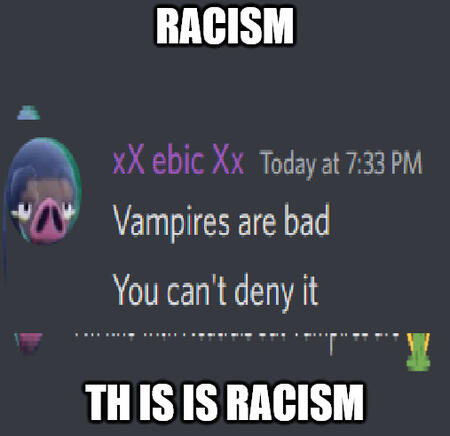 RACISM
xX ebic Xx Today at 7:33 PM
Vampires are bad
You can't deny it
TH IS IS RACISM